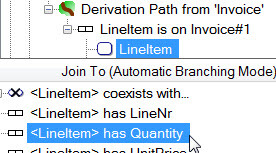 Derivation Path from 'Invoice'
LineItem is on Invoice#1
LineItem
Join To (Automatic Branching Mode)
<LineItem> coexists with...
<LineItem> has LineNr
<LineItem> has Quantity
<LineItem> has UnitPrice